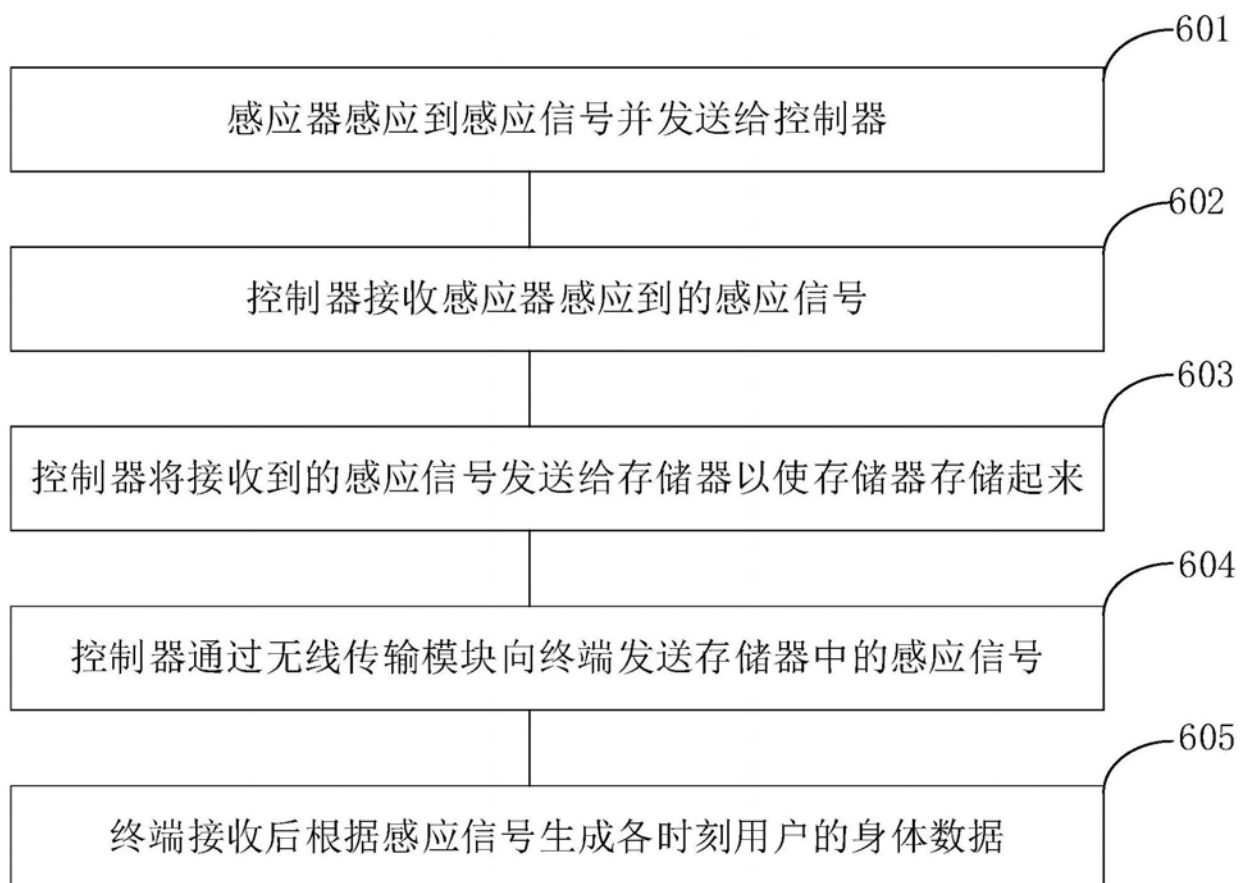 601
感应器感应到感应信号并发送给控制器
602
控制器接收感应器感应到的感应信号
603
控制器将接收到的感应信号发送给存储器以使存储器存储起来
604
控制器通过无线传输模块向终端发送存储器中的感应信号
605
终端接收后根据感应信号生成各时刻用户的身体数据